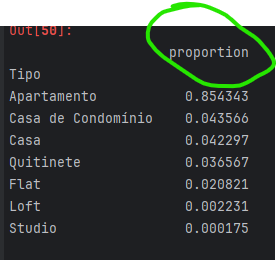 Out[50]:
proportion
Tipo
Apartamento 0.854343
Casa de Condomínio 0.043566
Casa 0.042297
Quitinete 0.036567
Flat 0.020821
Loft 0.002231
Studio 0.000175